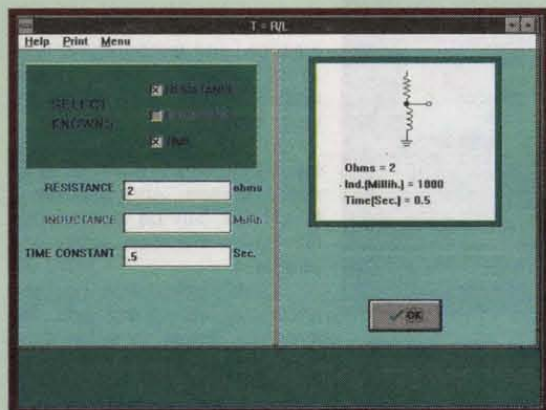 T = R/L
Help Print Menu
SELECT
KNOWNS
RESISTANCE
TIME
RESISTANCE 2 ohms
INDUCTANCE Millih
TIME CONSTANT .5 Sec.
Ohms = 2
Ind.(Millih.) = 1000
Time(Sec.) = 0.5
OK